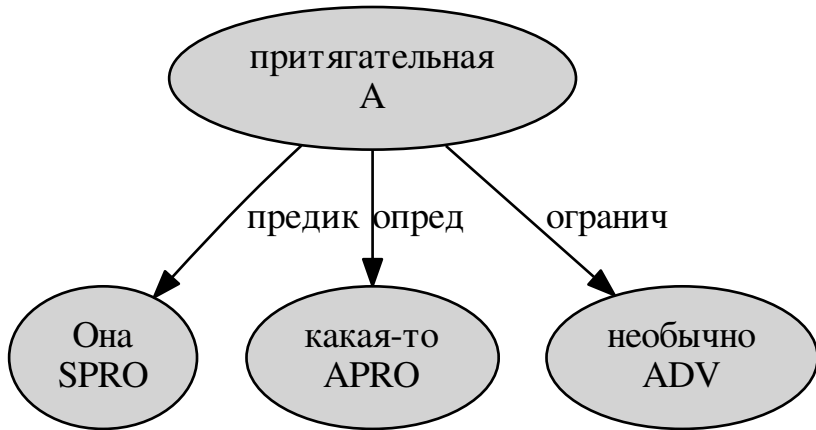 притягательная
A
предик опред огранич
Она
SPRO
какая-то
APRO
необычно
ADV